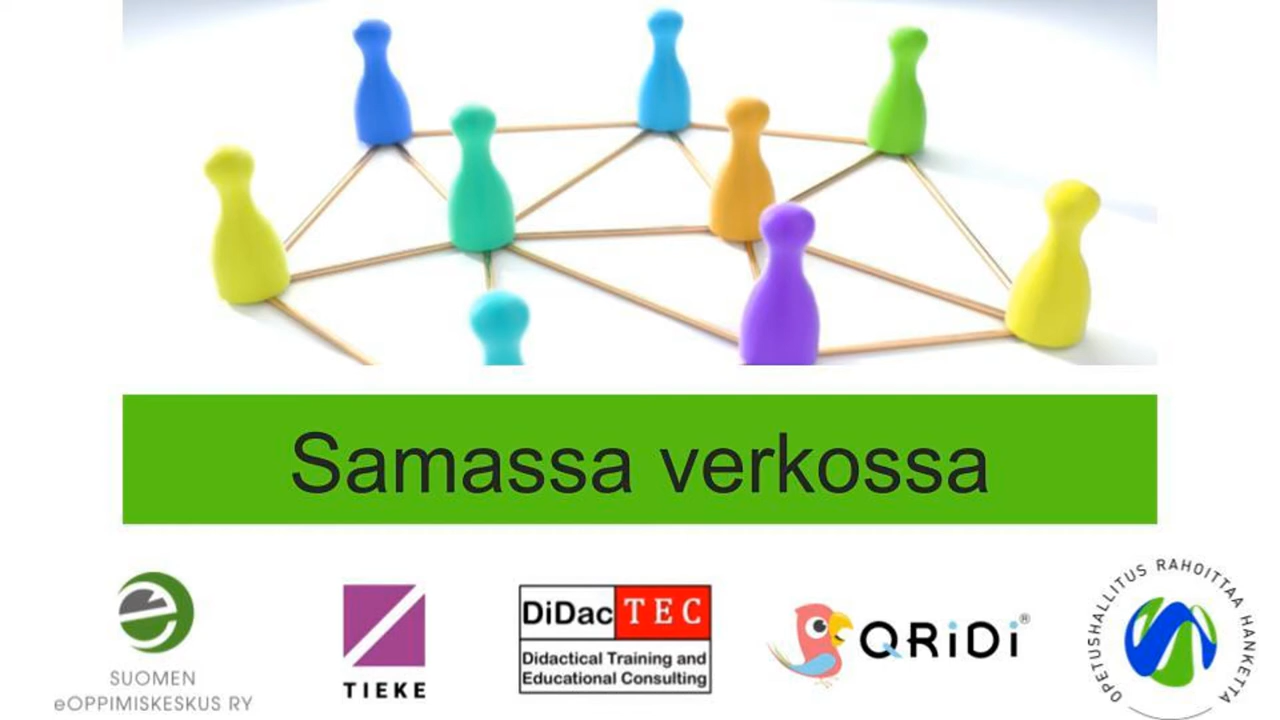 Samassa verkossa
SUOMEN
eOPPIMISKESKUS RY
TIEKE
DiDacTEC
Didactical Training and
Educational Consulting
QRiDi®
OPETUSHALLITUS RAHOITTAA HANKETTA